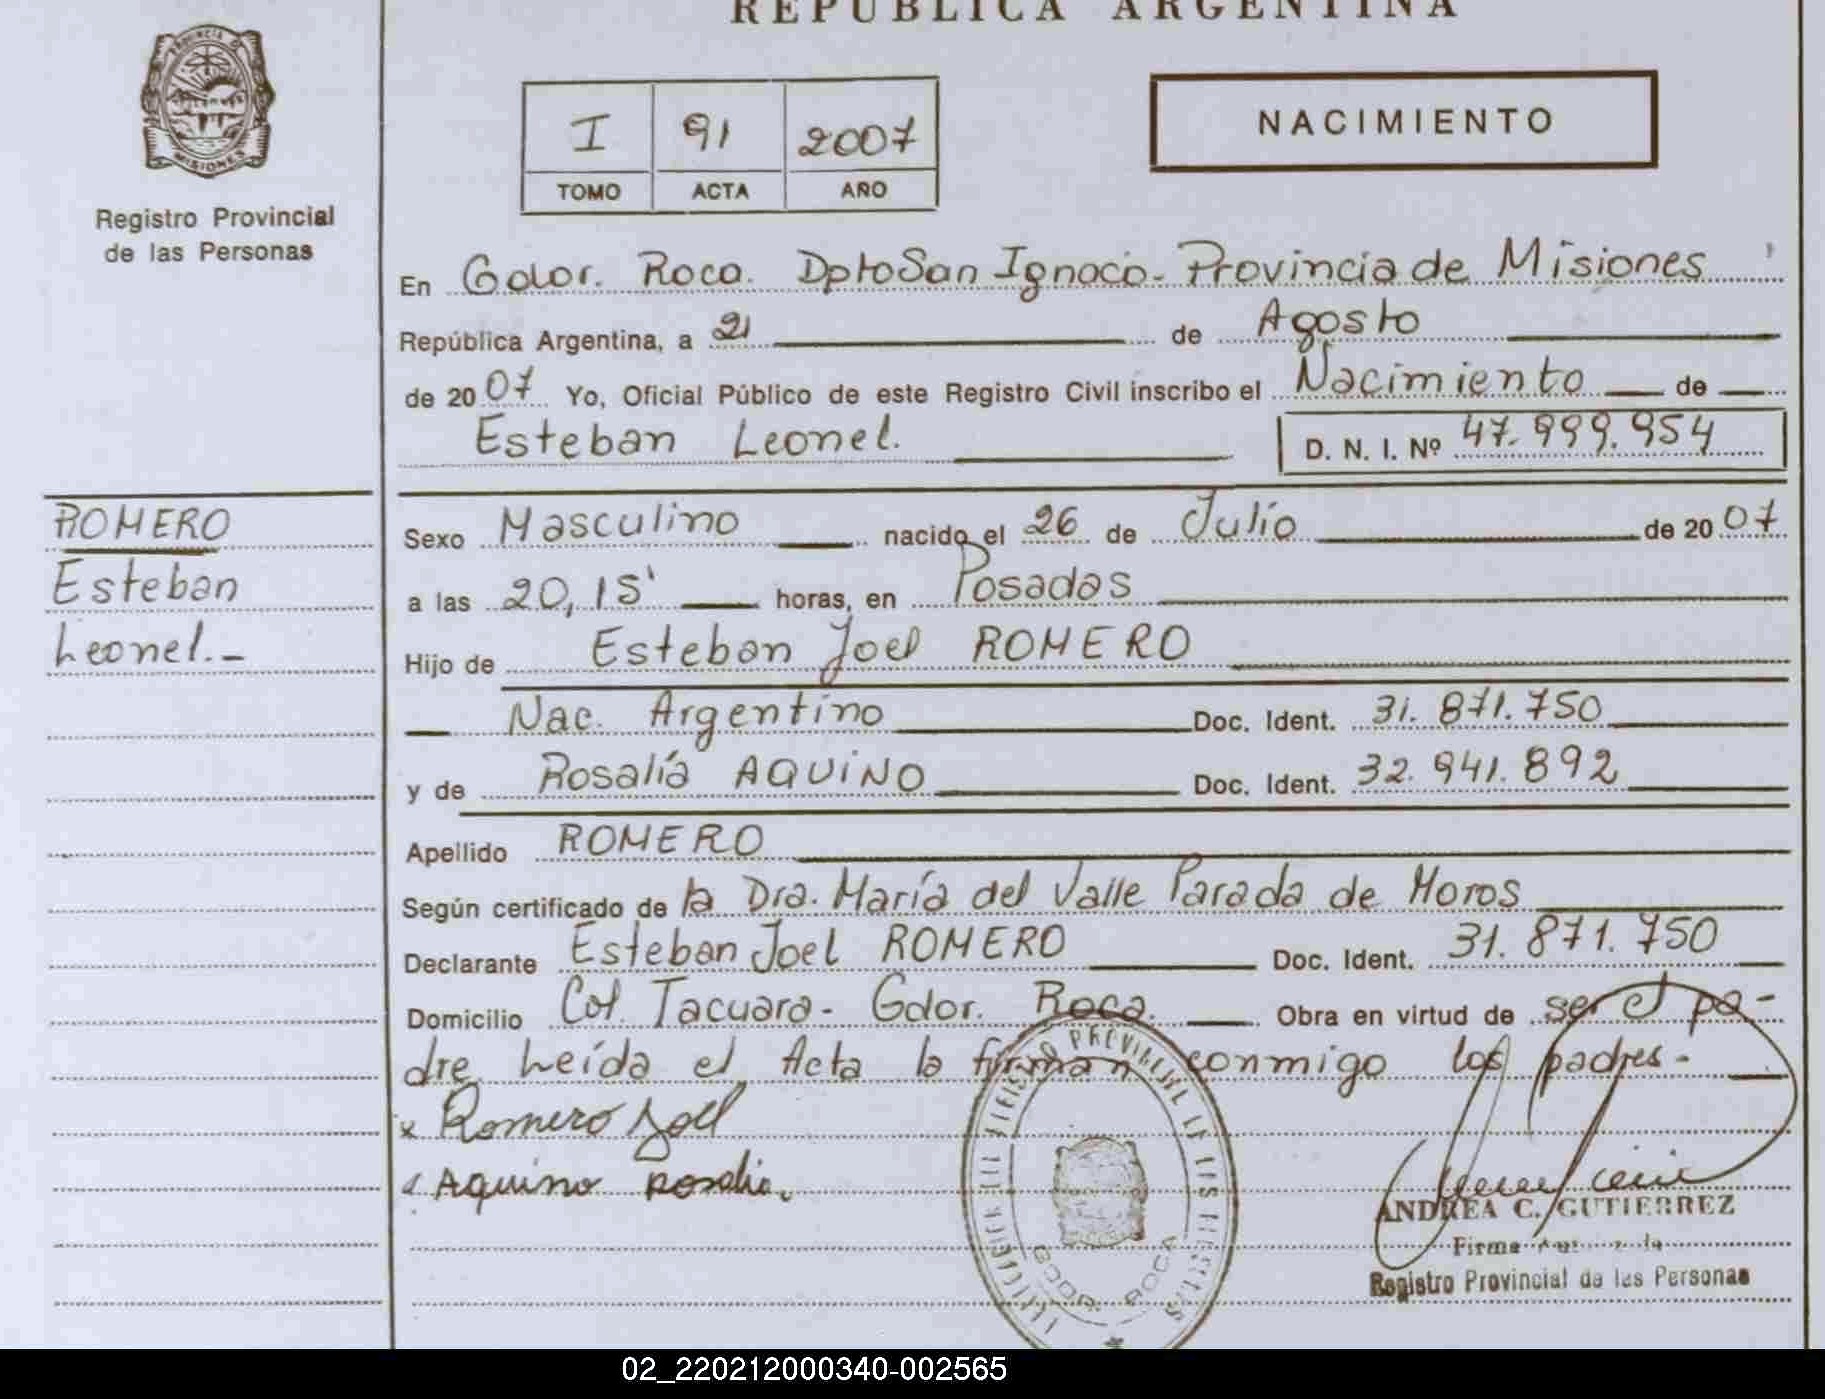 REPUBLICA ARGENTINA
PROVINCIA D
MISIONES
Registro Provincial
de las Personas
I 91 2007
TOMO ACTA AÑO
NACIMIENTO
En Gdor. Roca. Dpto San Ignacio - Provincia de Misiones
República Argentina, a 21 de Agosto
de 2007 Yo, Oficial Público de este Registro Civil inscribo el Nacimiento de
Esteban Leonel. D. N. I. Nº 47.999.954
ROMERO
Esteban
Leonel.-
Sexo Masculino nacido el 26 de Julio de 2007
a las 20,15' horas, en Posadas
Hijo de Esteban Joel ROMERO
Nac. Argentino Doc. Ident. 31.871.750
y de Rosalía AQUINO Doc. Ident. 32.941.892
Apellido ROMERO
Según certificado de la Dra. María del Valle Parada de Moros
Declarante Esteban Joel ROMERO Doc. Ident. 31.871.750
Domicilio Col. Tacuara - Gdor. Roca. Obra en virtud de ser el pa-
dre Leída el Acta la firman conmigo los padres.-
x Romero Joel
Aquino Rosalia.
GDOR. ROCA
ANDREA C. GUTIERREZ
Firma
Registro Provincial de las Personas
02_220212000340-002565